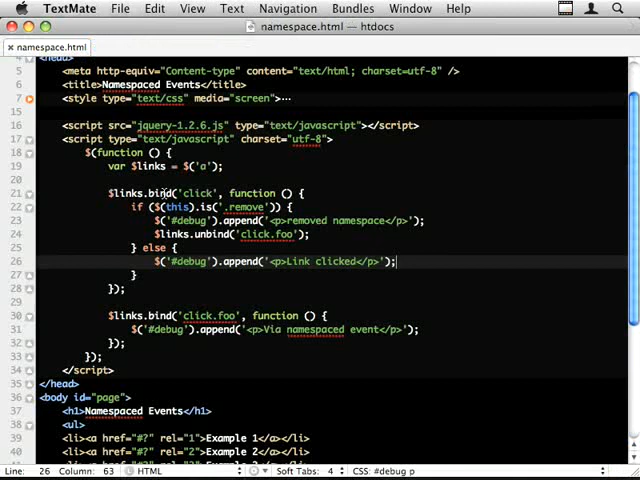 TextMate File Edit View Text Navigation Bundles Window Help
namespace.html — htdocs
× namespace.html
4 <head>
5 <meta http-equiv="Content-type" content="text/html; charset=utf-8" />
6 <title>Namespaced Events</title>
7 <style type="text/css" media="screen">…
15
16 <script src="jquery-1.2.6.js" type="text/javascript"></script>
17 <script type="text/javascript" charset="utf-8">
18 $(function () {
19 var $links = $('a');
20
21 $links.bind('click', function () {
22 if ($(this).is('.remove')) {
23 $('#debug').append('<p>removed namespace</p>');
24 $links.unbind('click.foo');
25 } else {
26 $('#debug').append('<p>Link clicked</p>');
27 }
28 });
29
30 $links.bind('click.foo', function () {
31 $('#debug').append('<p>Via namespaced event</p>');
32 });
33 });
34 </script>
35 </head>
36 <body id="page">
37 <h1>Namespaced Events</h1>
38 <ul>
39 <li><a href="#?" rel="1">Example 1</a></li>
40 <li><a href="#?" rel="2">Example 2</a></li>
Line: 26 Column: 63 HTML Soft Tabs: 4 CSS: #debug p